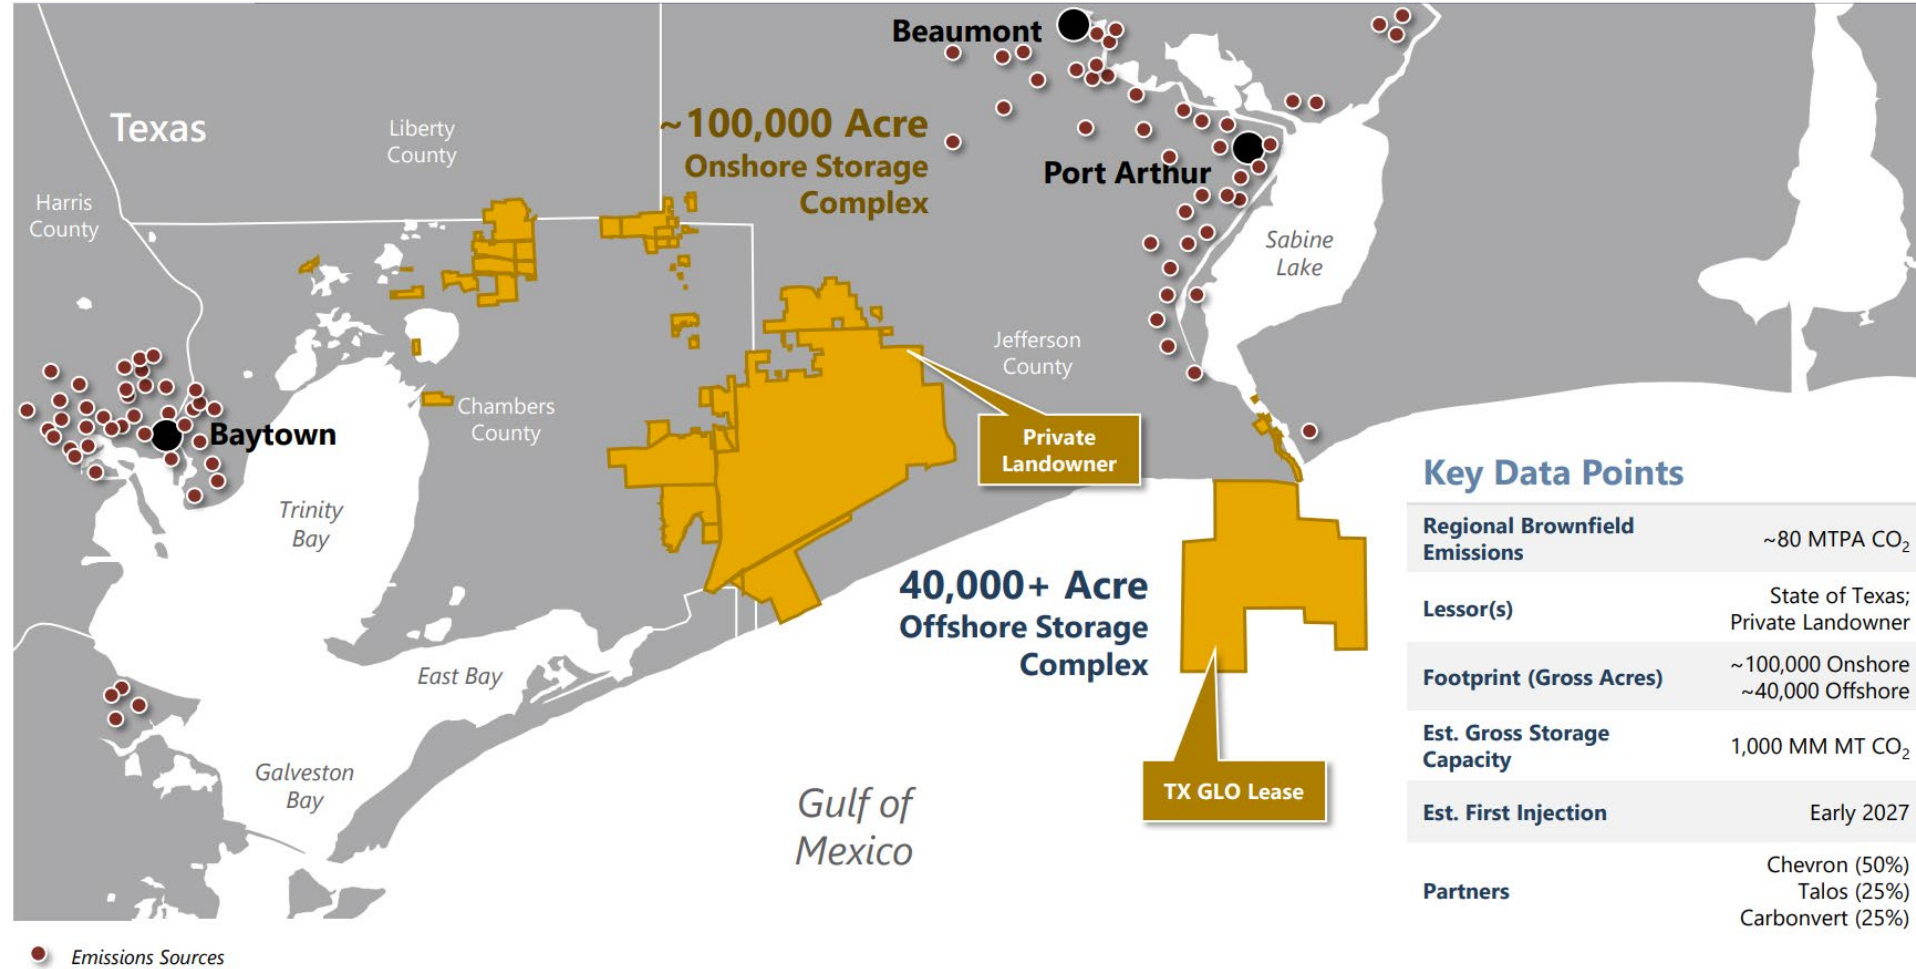 Beaumont
Texas
Liberty
County
~100,000 Acre
Onshore Storage
Complex
Port Arthur
Harris
County
Sabine
Lake
Jefferson
County
Chambers
County
Baytown
Private
Landowner
Trinity
Bay
40,000+ Acre
Offshore Storage
Complex
East Bay
Galveston
Bay
Gulf of
Mexico
TX GLO Lease
Key Data Points
Regional Brownfield
Emissions
~80 MTPA CO₂
Lessor(s)
State of Texas;
Private Landowner
Footprint (Gross Acres)
~100,000 Onshore
~40,000 Offshore
Est. Gross Storage
Capacity
1,000 MM MT CO₂
Est. First Injection
Early 2027
Partners
Chevron (50%)
Talos (25%)
Carbonvert (25%)
Emissions Sources